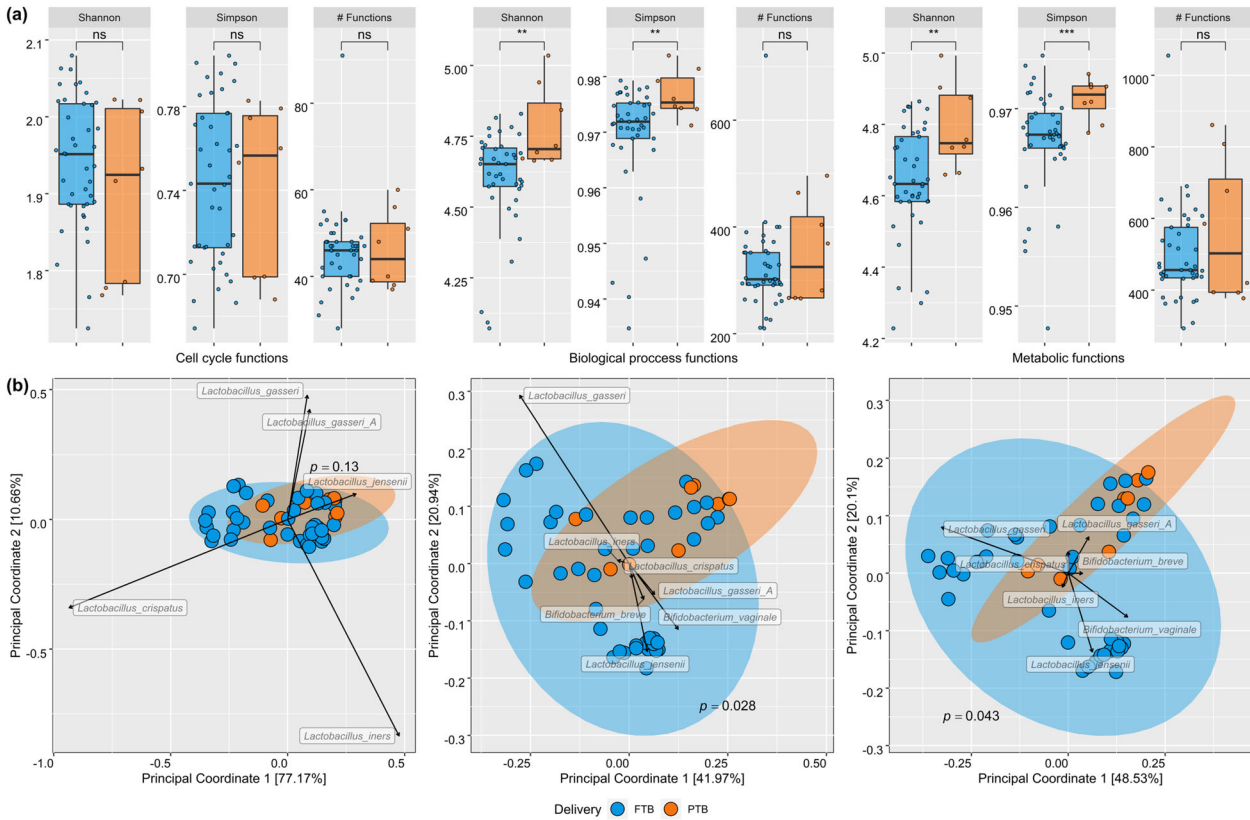 (a)
Shannon
Simpson
# Functions
Shannon
Simpson
# Functions
Shannon
Simpson
# Functions
ns
ns
ns
**
**
ns
**
***
ns
2.1
2.0
1.9
1.8
0.78
0.74
0.70
80
60
40
5.00
4.75
4.50
4.25
0.98
0.97
0.96
0.95
0.94
600
400
200
5.0
4.8
4.6
4.4
4.2
0.97
0.96
0.95
1000
800
600
400
Cell cycle functions
Biological proccess functions
Metabolic functions
(b)
Principal Coordinate 2 [10.66%]
0.5
0.0
-0.5
Lactobacillus_gasseri
Lactobacillus_gasseri_A
p = 0.13
Lactobacillus_jensenii
Lactobacillus_crispatus
Lactobacillus_iners
-1.0
-0.5
0.0
0.5
Principal Coordinate 1 [77.17%]
Principal Coordinate 2 [20.94%]
0.3
0.2
0.1
0.0
-0.1
-0.2
-0.3
Lactobacillus_gasseri
Lactobacillus_iners
Lactobacillus_crispatus
Lactobacillus_gasseri_A
Bifidobacterium_breve
Bifidobacterium_vaginale
Lactobacillus_jensenii
p = 0.028
-0.25
0.00
0.25
0.50
Principal Coordinate 1 [41.97%]
Principal Coordinate 2 [20.1%]
0.3
0.2
0.1
0.0
-0.1
-0.2
-0.3
Lactobacillus_gasseri
Lactobacillus_gasseri_A
Lactobacillus_crispatus
Bifidobacterium_breve
Lactobacillus_iners
Bifidobacterium_vaginale
Lactobacillus_jensenii
p = 0.043
-0.25
0.00
0.25
Principal Coordinate 1 [48.53%]
Delivery FTB PTB